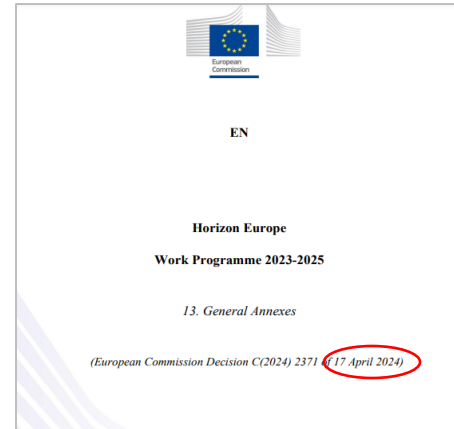 European
Commission
EN
Horizon Europe
Work Programme 2023-2025
13. General Annexes
(European Commission Decision C(2024) 2371 of 17 April 2024)